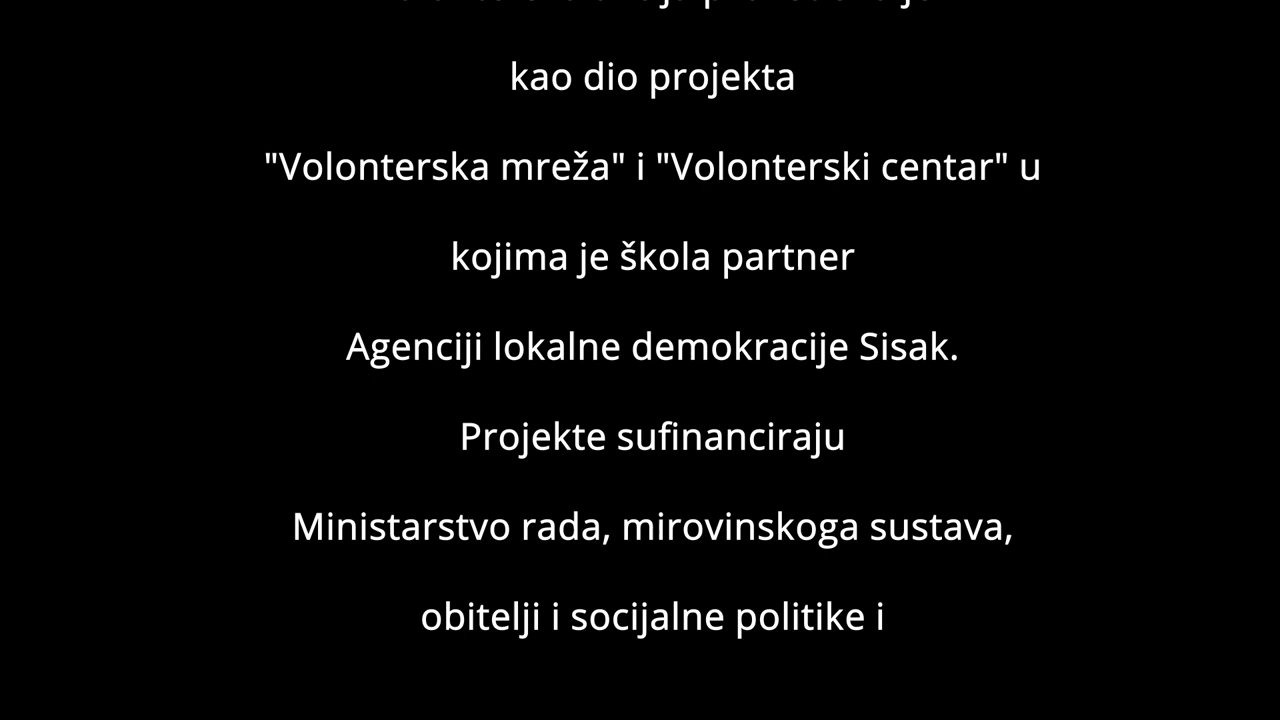 kao dio projekta
"Volonterska mreža" i "Volonterski centar" u
kojima je škola partner
Agenciji lokalne demokracije Sisak.
Projekte sufinanciraju
Ministarstvo rada, mirovinskoga sustava,
obitelji i socijalne politike i